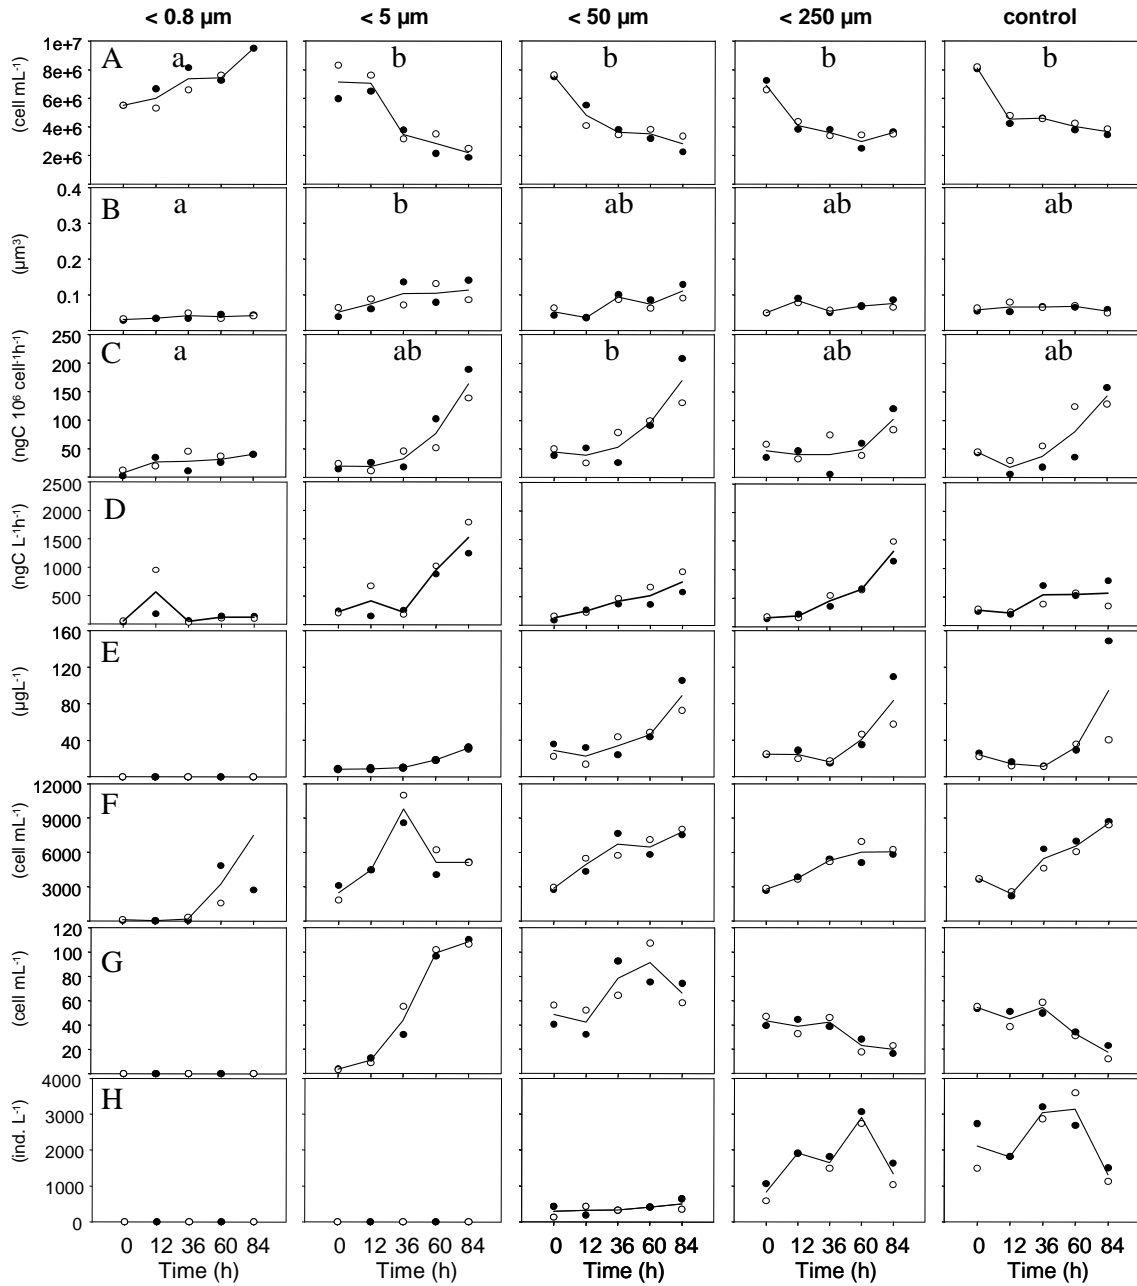 < 0.8 µm < 5 µm < 50 µm < 250 µm control
A a b b b b
(cell mL-1)
1e+7
8e+6
6e+6
4e+6
2e+6
B a b ab ab ab
(µm³)
0.4
0.3
0.2
0.1
C a ab b ab ab
(ngC 10⁶ cell-1h-1)
250
200
150
100
50
D
(ngC L-1h-1)
2500
2000
1500
1000
500
E
(µgL-1)
160
120
80
40
F
(cell mL-1)
12000
9000
6000
3000
G
(cell mL-1)
120
100
80
60
40
20
H
(ind. L-1)
4000
3000
2000
1000
0
0 12 36 60 84 0 12 36 60 84 0 12 36 60 84 0 12 36 60 84 0 12 36 60 84
Time (h) Time (h) Time (h) Time (h) Time (h)